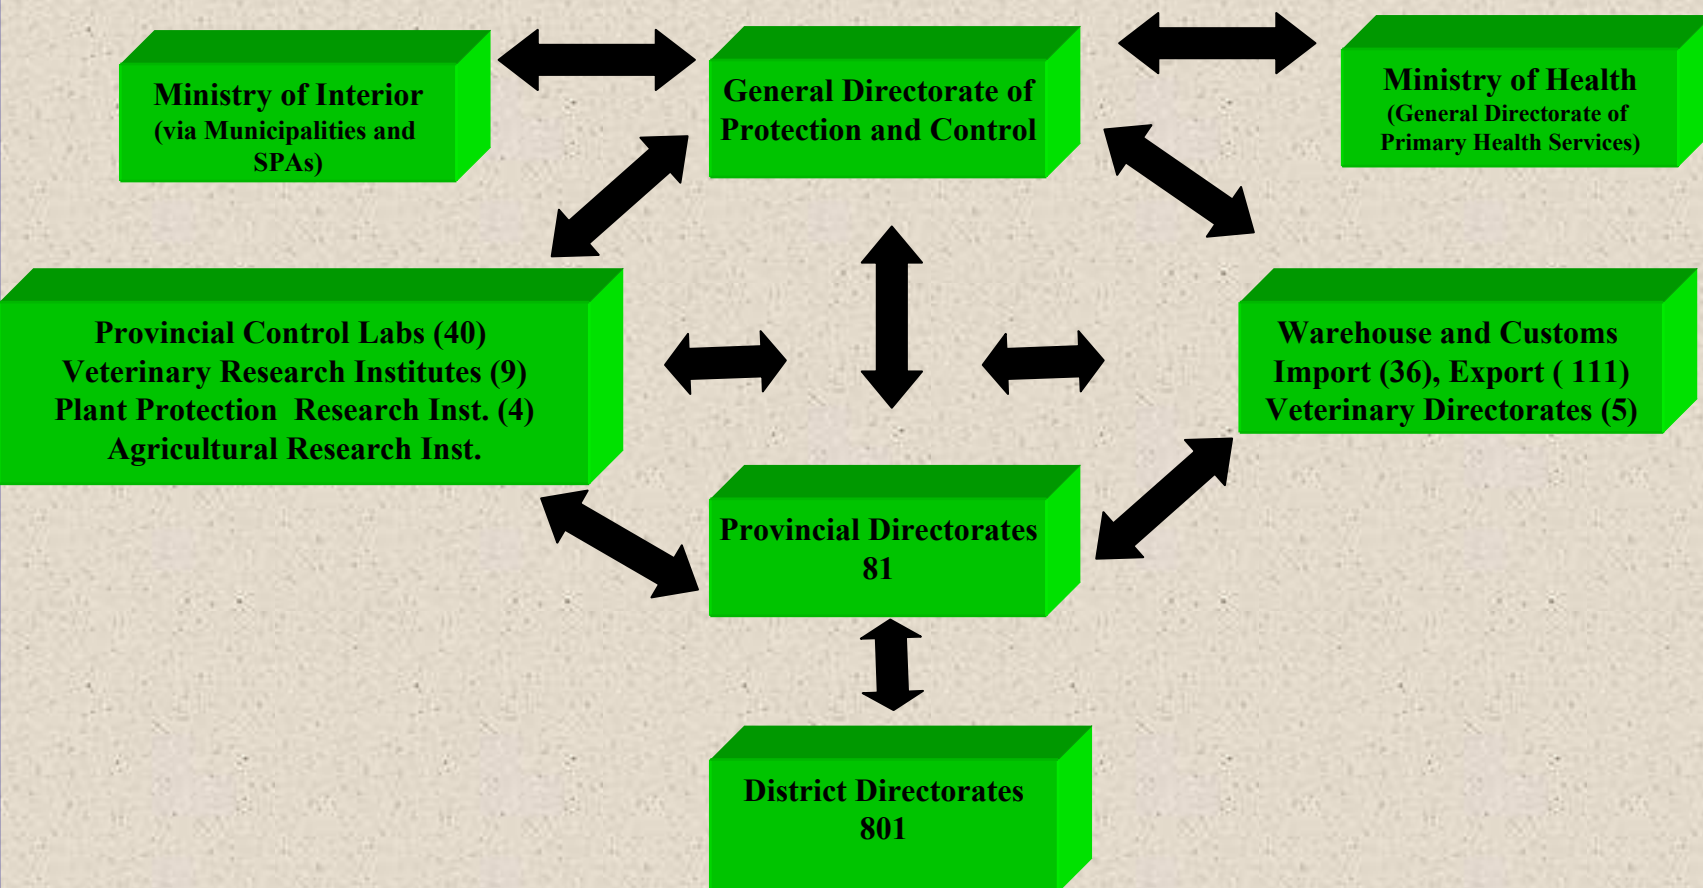 Ministry of Interior
(via Municipalities and
SPAs)
General Directorate of
Protection and Control
Ministry of Health
(General Directorate of
Primary Health Services)
Provincial Control Labs (40)
Veterinary Research Institutes (9)
Plant Protection  Research Inst. (4)
Agricultural Research Inst.
Warehouse and Customs
Import (36), Export ( 111)
Veterinary Directorates (5)
Provincial Directorates
81
District Directorates
801